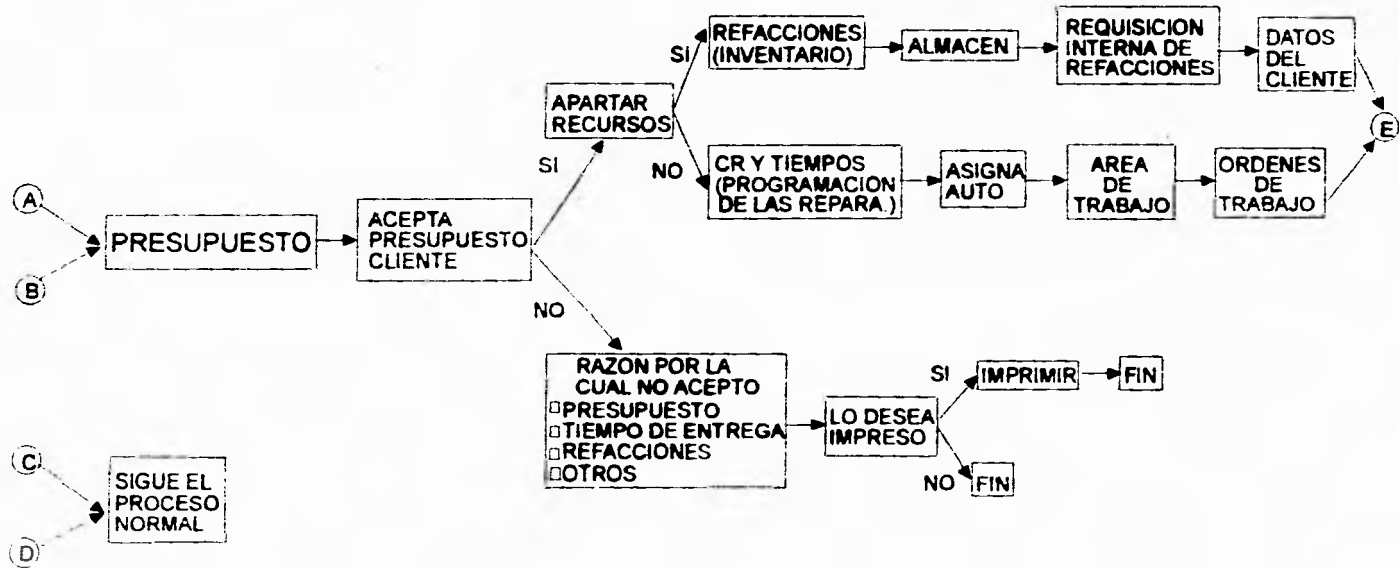 A
B
PRESUPUESTO
ACEPTA
PRESUPUESTO
CLIENTE
SI
APARTAR
RECURSOS
SI
REFACCIONES
(INVENTARIO)
ALMACEN
REQUISICION
INTERNA DE
REFACCIONES
DATOS
DEL
CLIENTE
E
NO
CR Y TIEMPOS
(PROGRAMACION
DE LAS REPARA.)
ASIGNA
AUTO
AREA
DE
TRABAJO
ORDENES
DE
TRABAJO
NO
RAZON POR LA
CUAL NO ACEPTO
PRESUPUESTO
TIEMPO DE ENTREGA
REFACCIONES
OTROS
LO DESEA
IMPRESO
SI
IMPRIMIR
FIN
NO
FIN
C
D
SIGUE EL
PROCESO
NORMAL